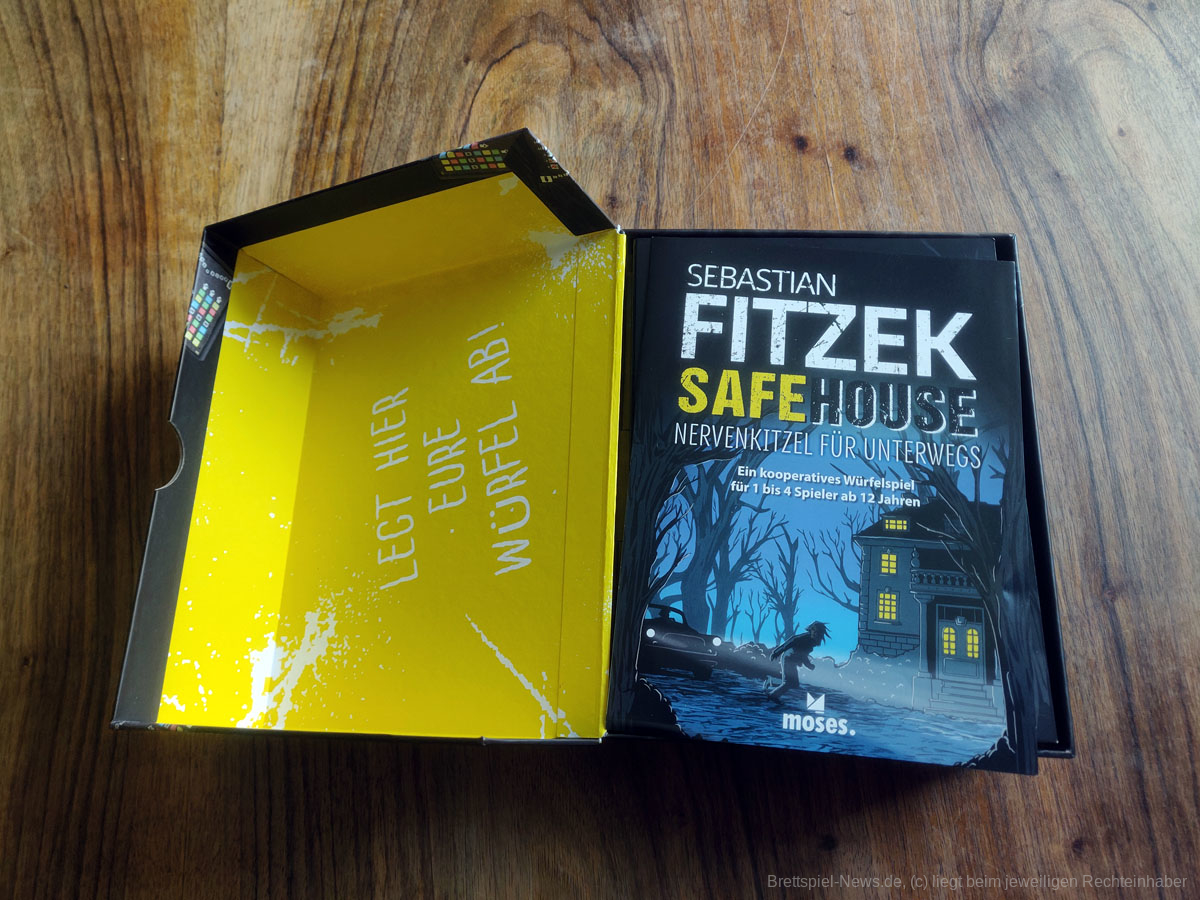 LEGT HIER
EURE
WÜRFEL AB!
SEBASTIAN
FITZEK
SAFEHOUSE
NERVENKITZEL FÜR UNTERWEGS
Ein kooperatives Würfelspiel
für 1 bis 4 Spieler ab 12 Jahren
moses.
Brettspiel-News.de, (c) liegt beim jeweiligen Rechteinhaber